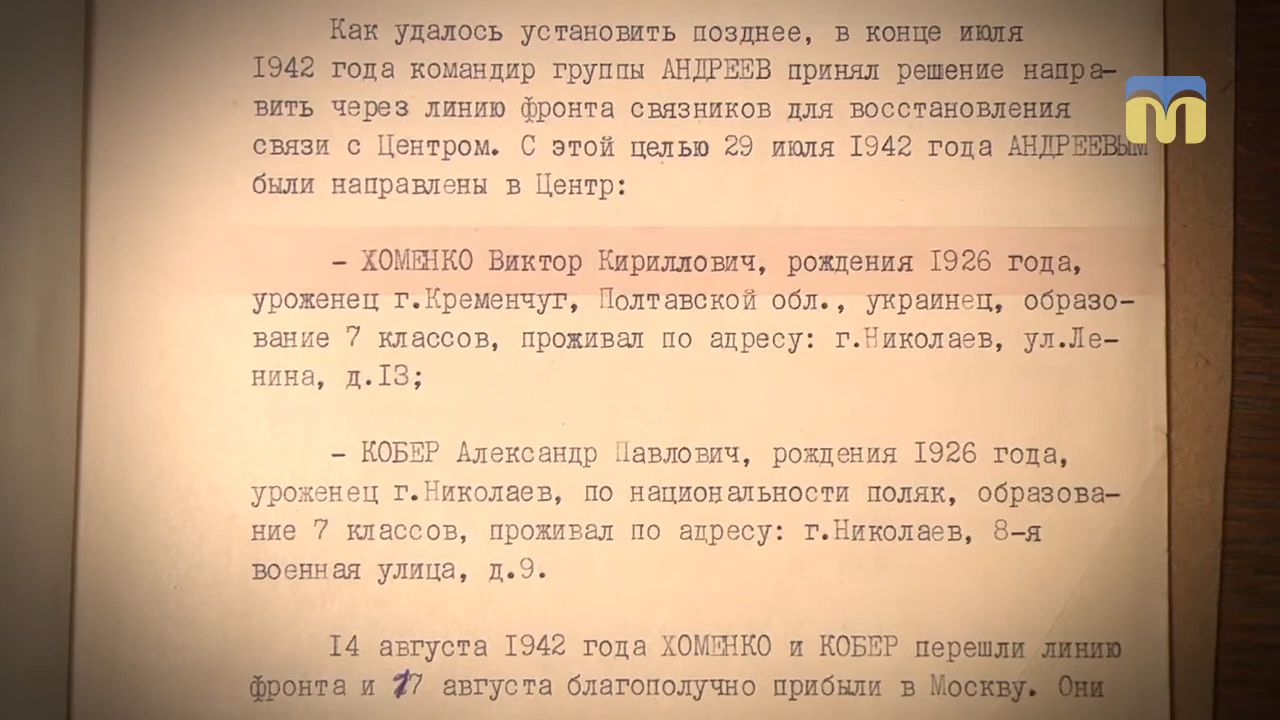 Как удалось установить позднее, в конце июля
1942 года командир группы АНДРЕЕВ принял решение напра-
вить через линию фронта связников для восстановления
связи с Центром. С этой целью 29 июля 1942 года АНДРЕЕВЫМ
были направлены в Центр:
- ХОМЕНКО Виктор Кириллович, рождения 1926 года,
уроженец г.Кременчуг, Полтавской обл., украинец, образо-
вание 7 классов, проживал по адресу: г.Николаев, ул.Ле-
нина, д.13;
- КОБЕР Александр Павлович, рождения 1926 года,
уроженец г.Николаев, по национальности поляк, образова-
ние 7 классов, проживал по адресу: г.Николаев, 8-я
военная улица, д.9.
14 августа 1942 года ХОМЕНКО и КОБЕР перешли линию
фронта и 17 августа благополучно прибыли в Москву. Они